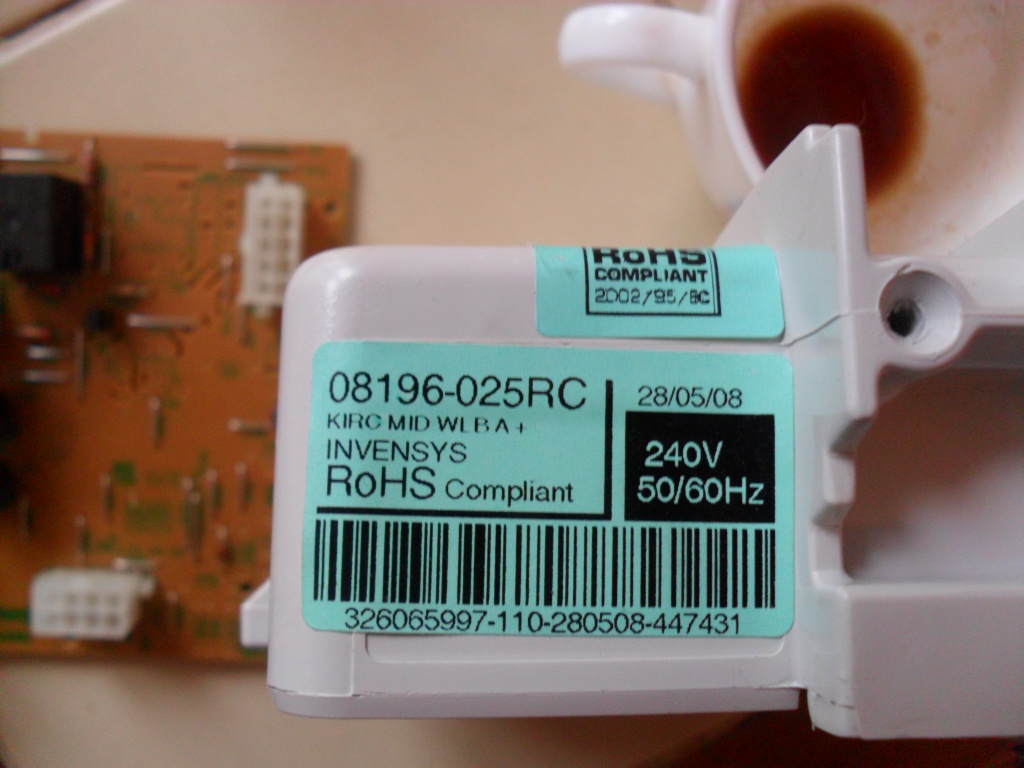 RoHS
COMPLIANT
2002/95/EC
08196-025RC
KIRC MID WLB A+
INVENSYS
RoHS Compliant
28/05/08
240V
50/60Hz
326065997-110-280508-447431